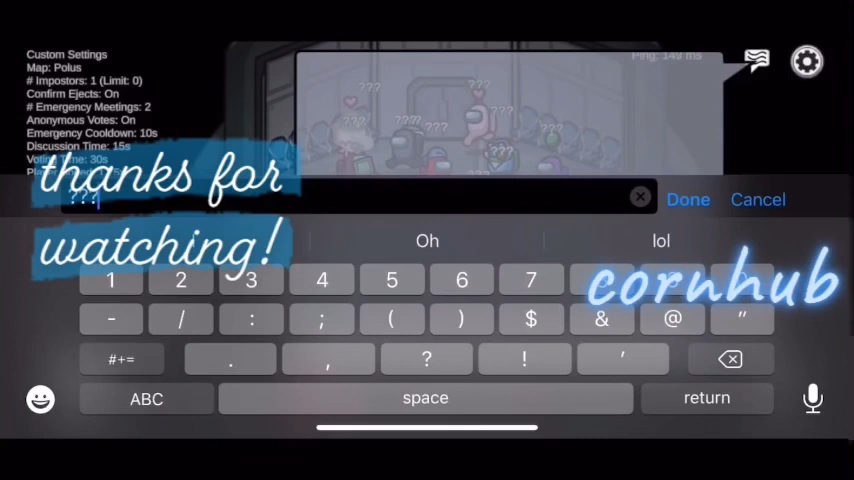 Custom Settings
Map: Polus
# Impostors: 1 (Limit: 0)
Confirm Ejects: On
# Emergency Meetings: 2
Anonymous Votes: On
Emergency Cooldown: 10s
Discussion Time: 15s
Voting Time: 30s
Ping: 149 ms
???
???
???
???
???
???
thanks for
watching!
???
Done
Cancel
Oh
lol
cornhub
1 2 3 4 5 6 7
- / : ; ( ) $ & @ "
#+= . , ? ! '
ABC space return